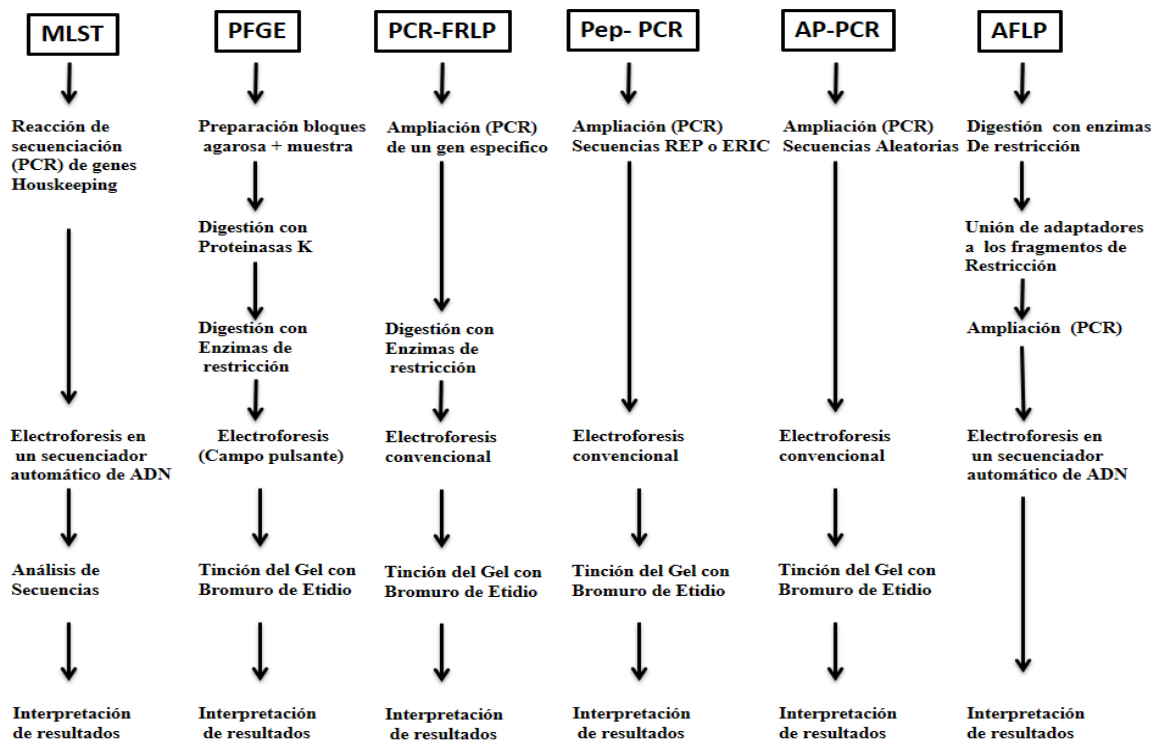 MLST
PFGE
PCR-FRLP
Pep- PCR
AP-PCR
AFLP
Reacción de
secuenciación
(PCR) de genes
Houskeeping
Electroforesis en
un secuenciador
automático de ADN
Análisis de
Secuencias
Interpretación
de resultados
Preparación bloques
agarosa + muestra
Digestión con
Proteinasas K
Digestión con
Enzimas de
restricción
Electroforesis
(Campo pulsante)
Tinción del Gel con
Bromuro de Etidio
Interpretación
de resultados
Ampliación (PCR)
de un gen especifico
Digestión con
Enzimas de
restricción
Electroforesis
convencional
Tinción del Gel con
Bromuro de Etidio
Interpretación
de resultados
Ampliación (PCR)
Secuencias REP o ERIC
Electroforesis
convencional
Tinción del Gel con
Bromuro de Etidio
Interpretación
de resultados
Ampliación (PCR)
Secuencias Aleatorias
Electroforesis
convencional
Tinción del Gel con
Bromuro de Etidio
Interpretación
de resultados
Digestión con enzimas
De restricción
Unión de adaptadores
a los fragmentos de
Restricción
Ampliación (PCR)
Electroforesis en
un secuenciador
automático de ADN
Interpretación
de resultados